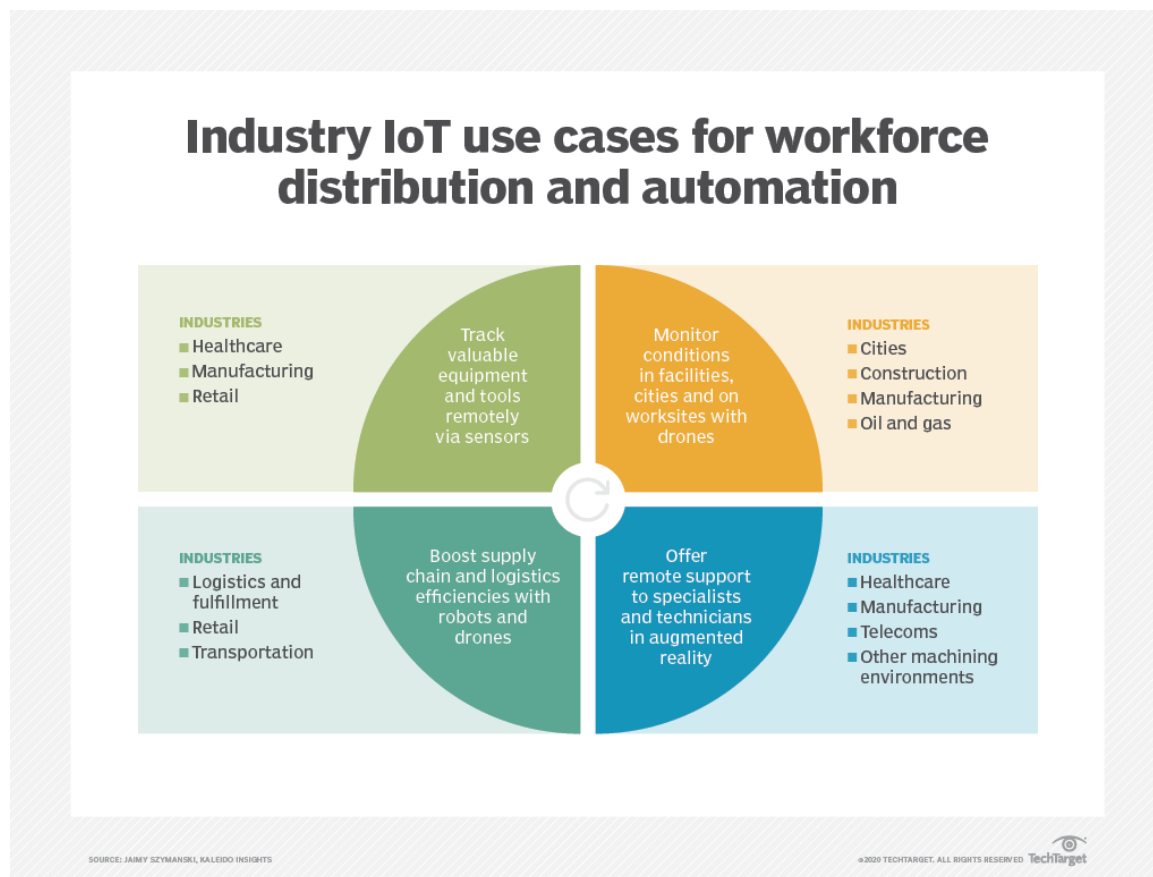 Industry IoT use cases for workforce
distribution and automation
INDUSTRIES
Healthcare
Manufacturing
Retail
Track
valuable
equipment
and tools
remotely
via sensors
Monitor
conditions
in facilities,
cities and on
worksites with
drones
INDUSTRIES
Cities
Construction
Manufacturing
Oil and gas
INDUSTRIES
Logistics and
fulfillment
Retail
Transportation
Boost supply
chain and logistics
efficiencies with
robots and
drones
Offer
remote support
to specialists
and technicians
in augmented
reality
INDUSTRIES
Healthcare
Manufacturing
Telecoms
Other machining
environments
SOURCE: JAIMY SZYMANSKI, KALEIDO INSIGHTS
©2020 TECHTARGET. ALL RIGHTS RESERVED TechTarget